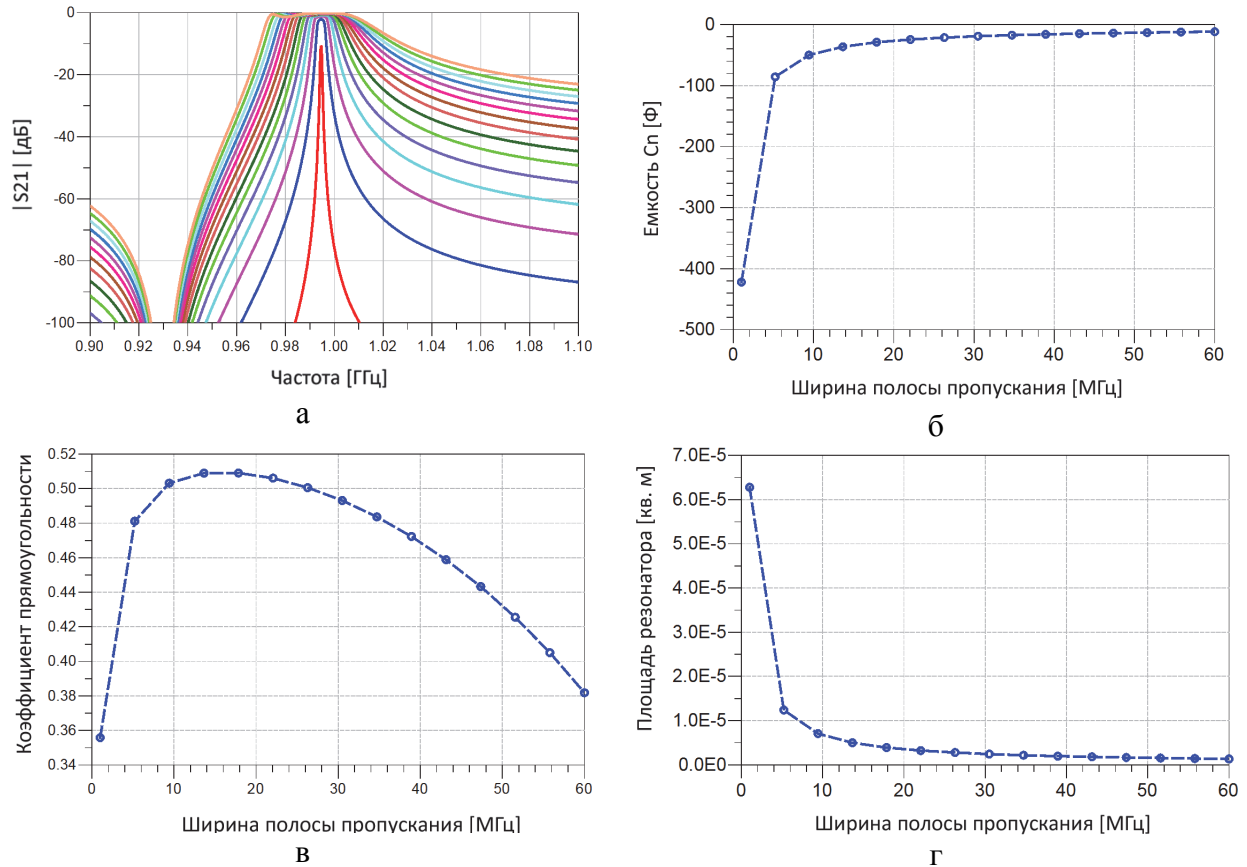 0
-20
-40
-60
-80
-100
|S21| [дБ]
0.90 0.92 0.94 0.96 0.98 1.00 1.02 1.04 1.06 1.08 1.10
Частота [ГГц]
а
0
-100
-200
-300
-400
-500
Емкость Cn [Ф]
0 10 20 30 40 50 60
Ширина полосы пропускания [МГц]
б
0.52
0.50
0.48
0.46
0.44
0.42
0.40
0.38
0.36
0.34
Коэффициент прямоугольности
0 10 20 30 40 50 60
Ширина полосы пропускания [МГц]
в
7.0E-5
6.0E-5
5.0E-5
4.0E-5
3.0E-5
2.0E-5
1.0E-5
0.0E0
Площадь резонатора [кв. м]
0 10 20 30 40 50 60
Ширина полосы пропускания [МГц]
г